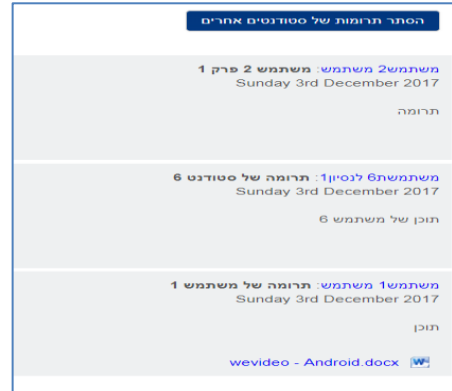 הסתר תרומות של סטודנטים אחרים
משתמש2 משתמש: משתמש 2 פרק 1
Sunday 3rd December 2017
תרומה
משתמשת6 לנסיון1: תרומה של סטודנט 6
Sunday 3rd December 2017
תוכן של משתמש 6
משתמש1 משתמש: תרומה של משתמש 1
Sunday 3rd December 2017
תוכן
wevideo - Android.docx